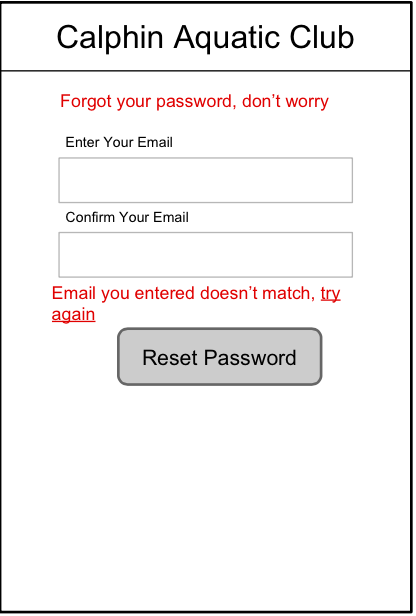 Calphin Aquatic Club
Forgot your password, don’t worry
Enter Your Email
Confirm Your Email
Email you entered doesn’t match, try
again
Reset Password